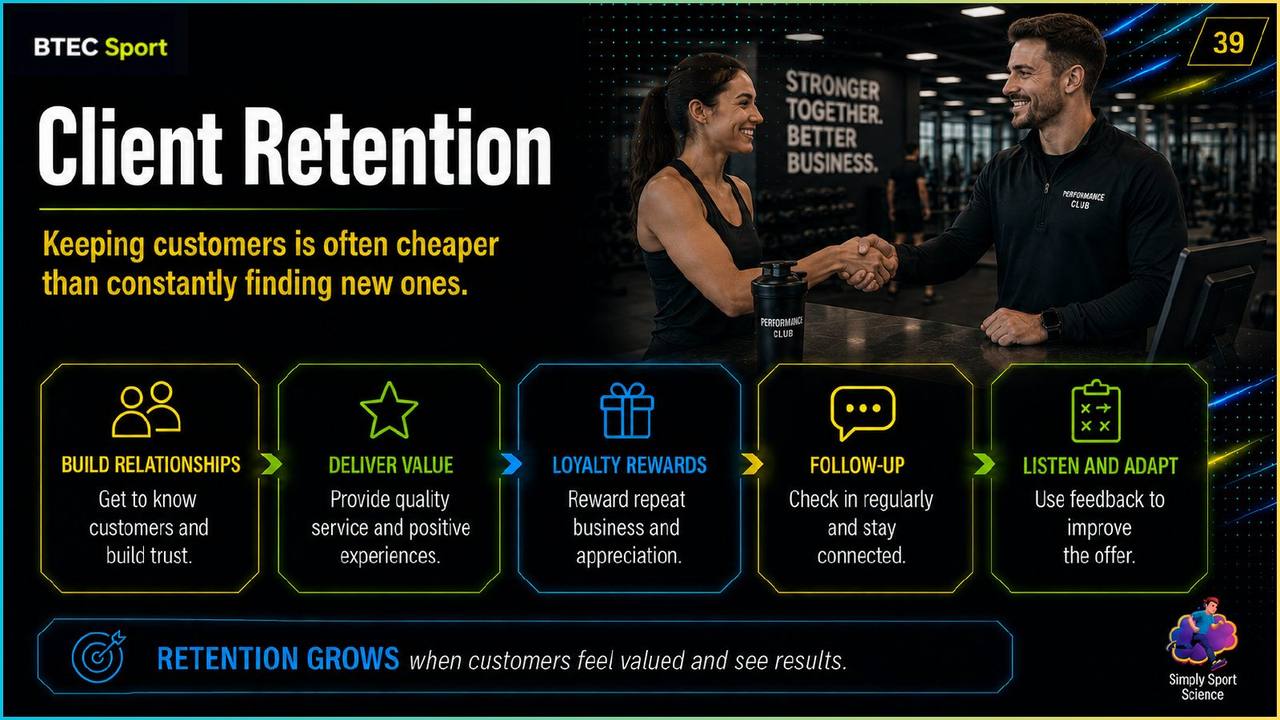 BTEC Sport
39
Client Retention
Keeping customers is often cheaper
than constantly finding new ones.
STRONGER
TOGETHER.
BETTER
BUSINESS.
PERFORMANCE
CLUB
PERFORMANCE
CLUB
BUILD RELATIONSHIPS
Get to know
customers and
build trust.
DELIVER VALUE
Provide quality
service and positive
experiences.
LOYALTY REWARDS
Reward repeat
business and
appreciation.
FOLLOW-UP
Check in regularly
and stay
connected.
LISTEN AND ADAPT
Use feedback to
improve
the offer.
RETENTION GROWS when customers feel valued and see results.
Simply Sport
Science